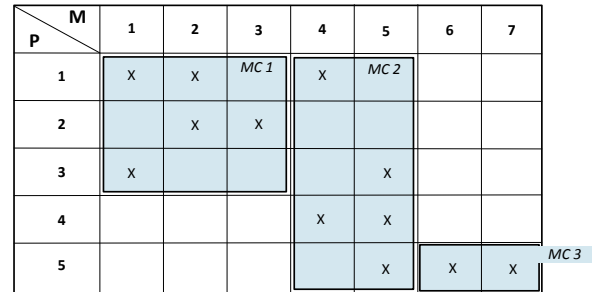 M
P 1 2 3 4 5 6 7
1 X X MC 1 X MC 2
2 X X
3 X X
4 X X
5 X X X
MC 3